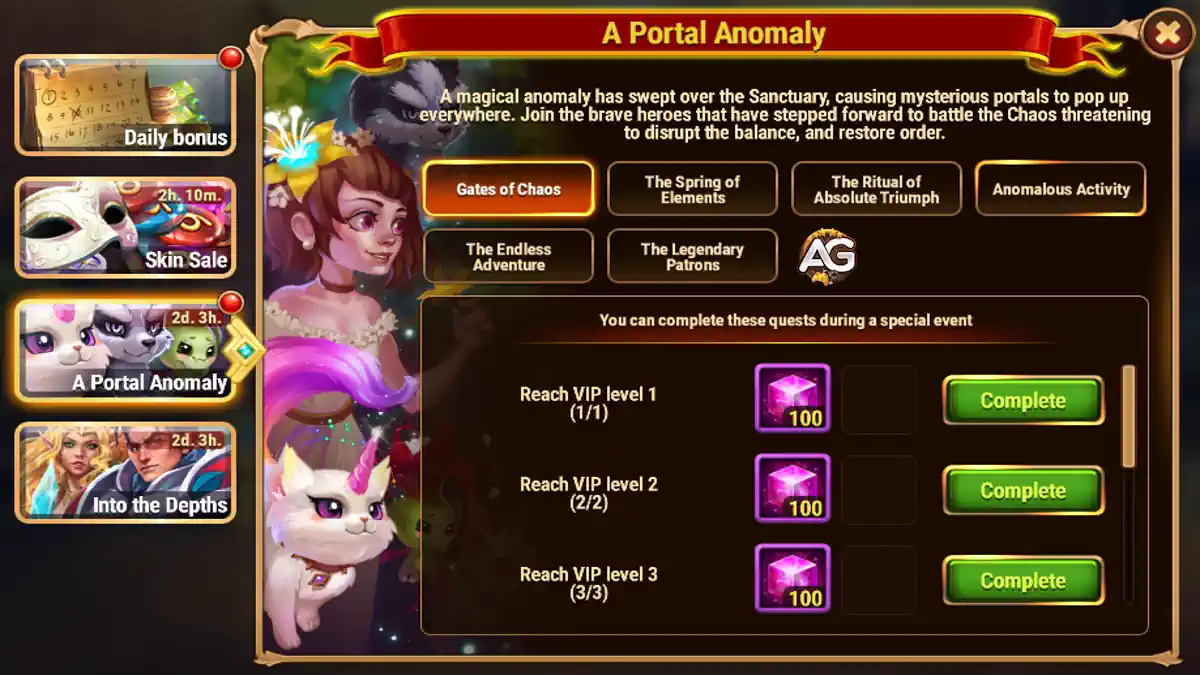 A Portal Anomaly
Daily bonus
2h. 10m.
Skin Sale
2d. 3h.
A Portal Anomaly
2d. 3h.
Into the Depths
A magical anomaly has swept over the Sanctuary, causing mysterious portals to pop up
everywhere. Join the brave heroes that have stepped forward to battle the Chaos threatening
to disrupt the balance, and restore order.
Gates of Chaos
The Spring of
Elements
The Ritual of
Absolute Triumph
Anomalous Activity
The Endless
Adventure
The Legendary
Patrons
AG
You can complete these quests during a special event
Reach VIP level 1
(1/1)
100
Complete
Reach VIP level 2
(2/2)
100
Complete
Reach VIP level 3
(3/3)
100
Complete